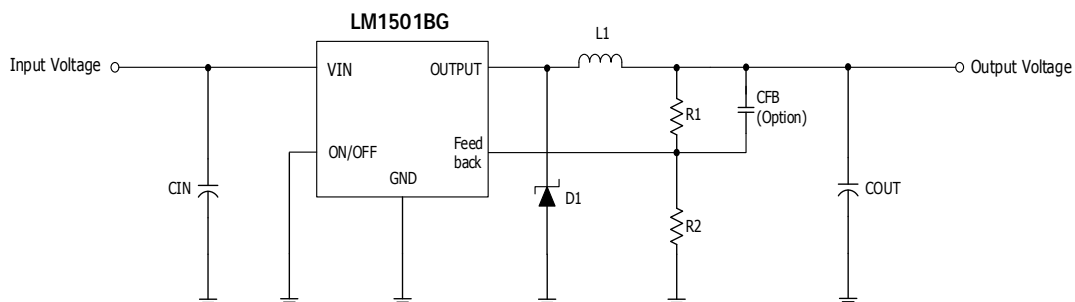 LM1501BG
L1
Input Voltage
VIN
OUTPUT
Output Voltage
R1
CFB
(Option)
ON/OFF
Feed
back
GND
CIN
D1
R2
COUT